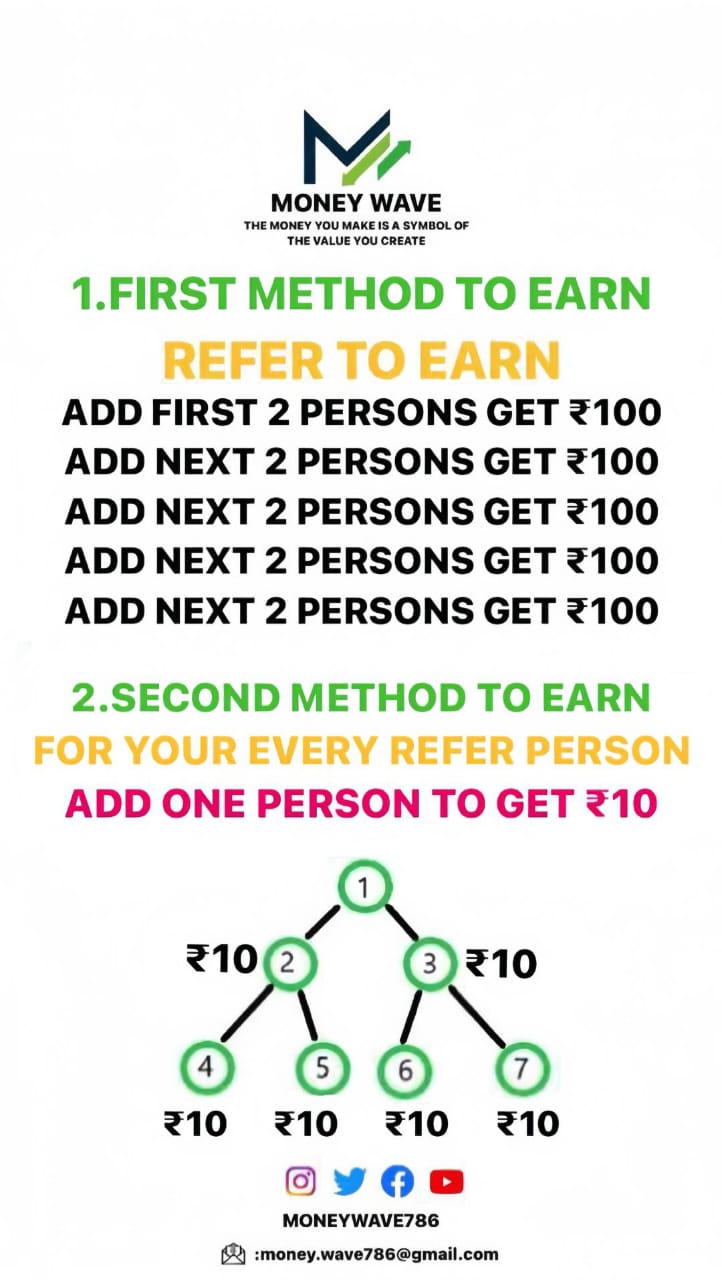 MONEY WAVE
THE MONEY YOU MAKE IS A SYMBOL OF
THE VALUE YOU CREATE
1.FIRST METHOD TO EARN
REFER TO EARN
ADD FIRST 2 PERSONS GET ₹100
ADD NEXT 2 PERSONS GET ₹100
ADD NEXT 2 PERSONS GET ₹100
ADD NEXT 2 PERSONS GET ₹100
ADD NEXT 2 PERSONS GET ₹100
2.SECOND METHOD TO EARN
FOR YOUR EVERY REFER PERSON
ADD ONE PERSON TO GET ₹10
1
₹10 2 3 ₹10
4 5 6 7
₹10 ₹10 ₹10 ₹10
MONEYWAVE786
:money.wave786@gmail.com